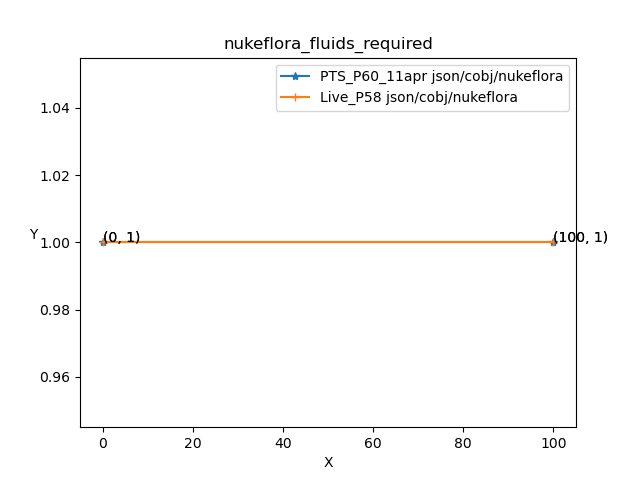 nukeflora_fluids_required
PTS_P60_11apr json/cobj/nukeflora
Live_P58 json/cobj/nukeflora
1.04
1.02
Y
1.00
0.98
0.96
(0, 1)
(100, 1)
0
20
40
60
80
100
X